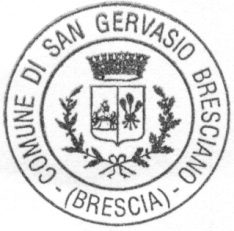 COMUNE DI SAN GERVASIO BRESCIANO
- (BRESCIA) -